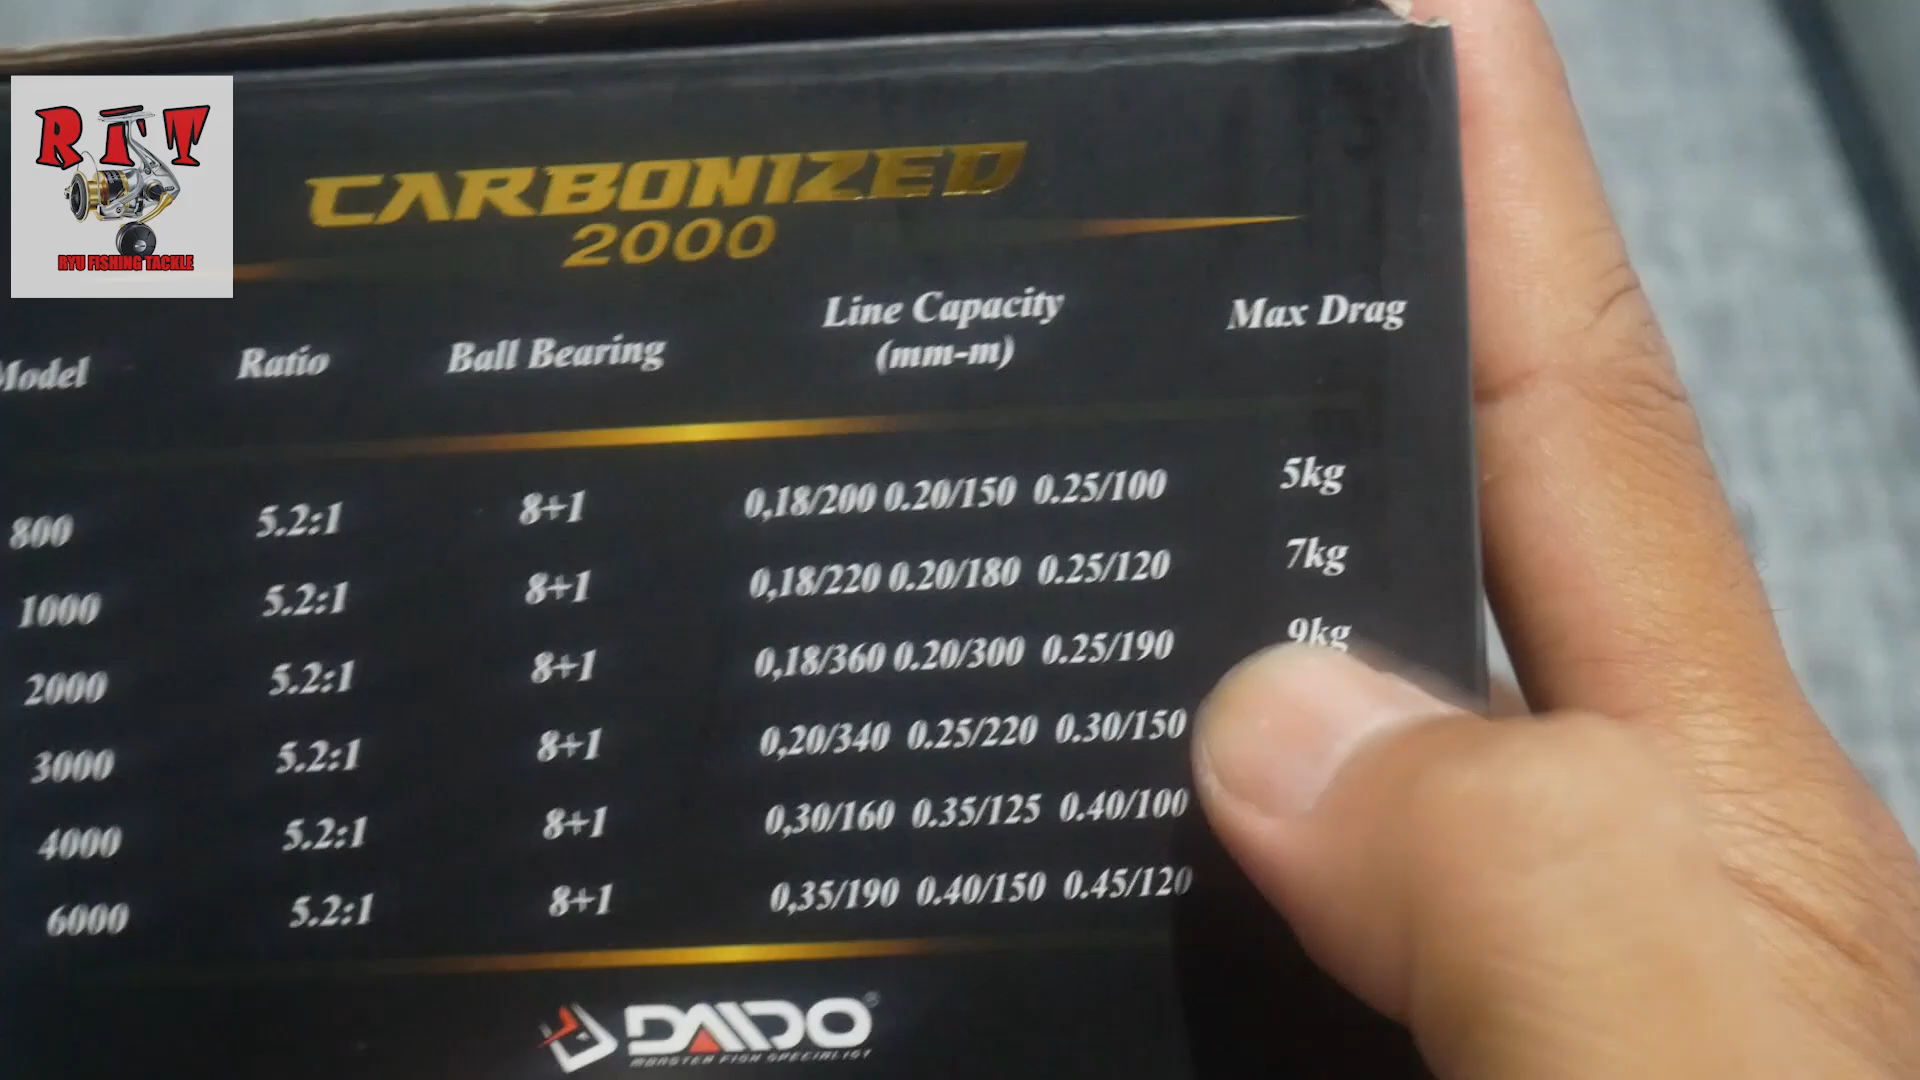 RFT
RYU FISHING TACKLE
CARBONIZED
2000
Model Ratio Ball Bearing Line Capacity (mm-m) Max Drag
800 5.2:1 8+1 0,18/200 0.20/150 0.25/100 5kg
1000 5.2:1 8+1 0,18/220 0.20/180 0.25/120 7kg
2000 5.2:1 8+1 0,18/360 0.20/300 0.25/190 9kg
3000 5.2:1 8+1 0,20/340 0.25/220 0.30/150
4000 5.2:1 8+1 0,30/160 0.35/125 0.40/100
6000 5.2:1 8+1 0,35/190 0.40/150 0.45/120
DAIDO
MONSTER FISH SPECIALIST